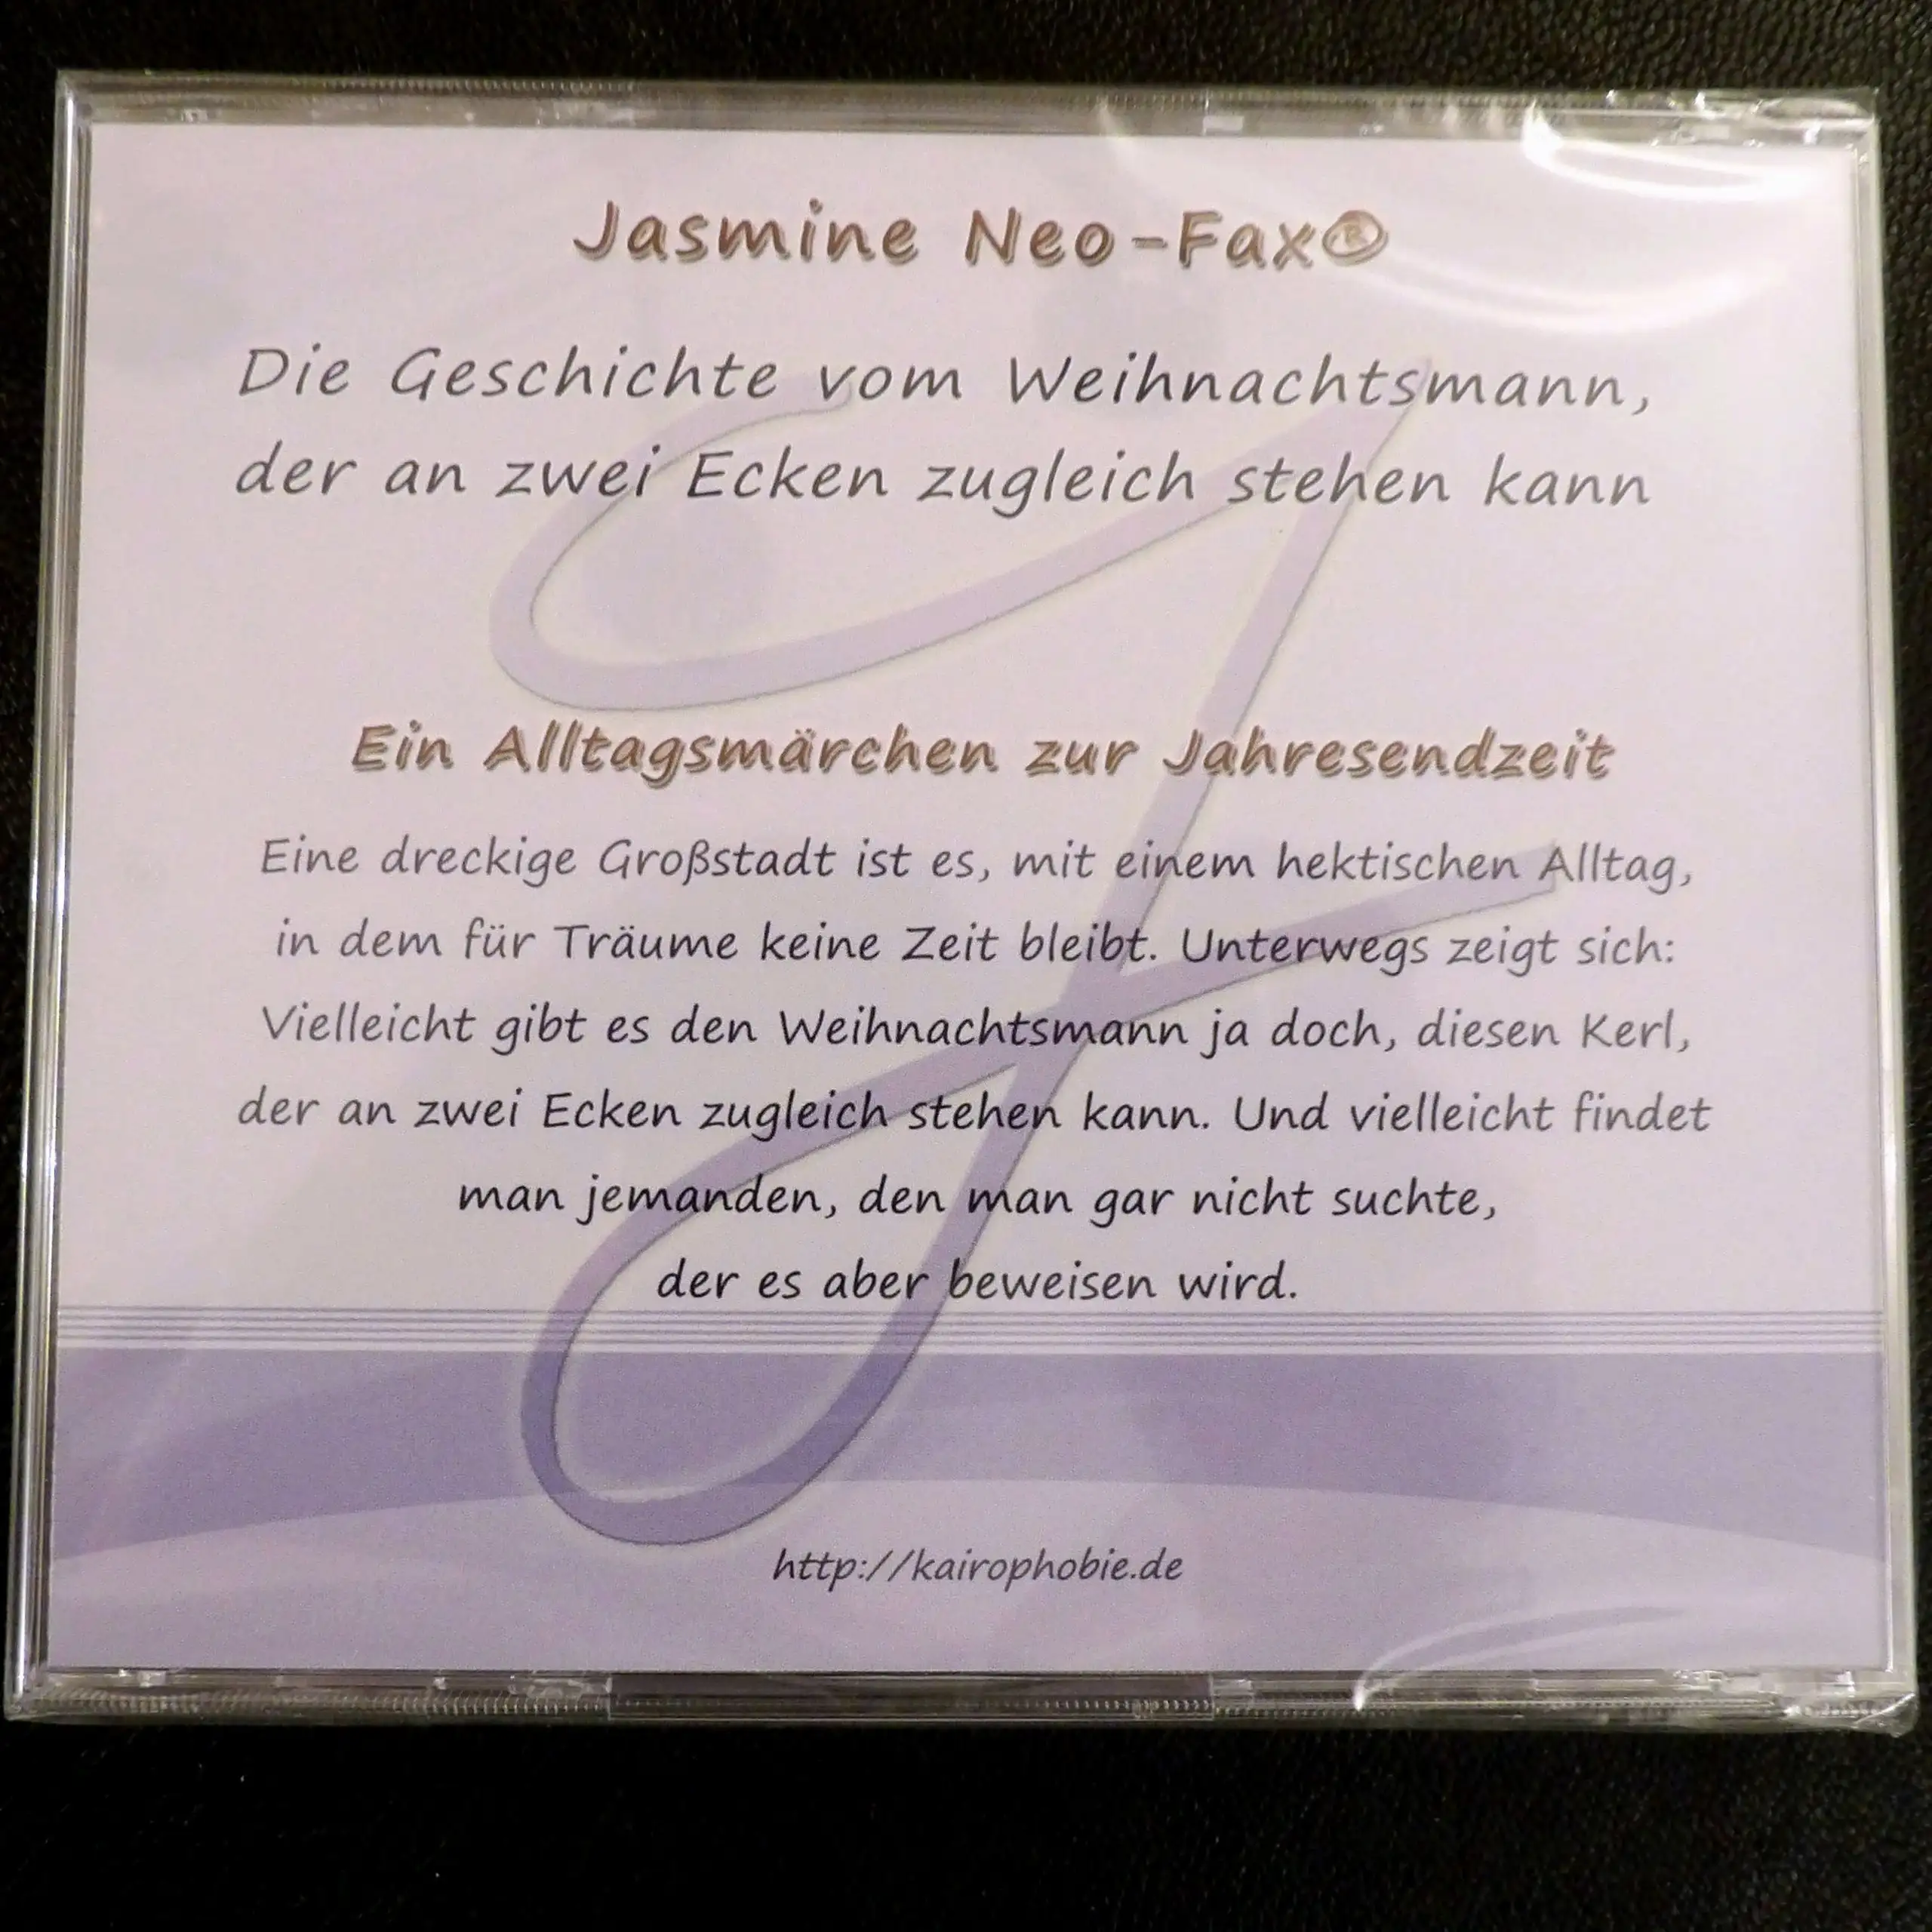 Jasmine Neo-Fax®
Die Geschichte vom Weihnachtsmann,
der an zwei Ecken zugleich stehen kann
Ein Alltagsmärchen zur Jahresendzeit
Eine dreckige Großstadt ist es, mit einem hektischen Alltag,
in dem für Träume keine Zeit bleibt. Unterwegs zeigt sich:
Vielleicht gibt es den Weihnachtsmann ja doch, diesen Kerl,
der an zwei Ecken zugleich stehen kann. Und vielleicht findet
man jemanden, den man gar nicht suchte,
der es aber beweisen wird.
http://kairophobie.de